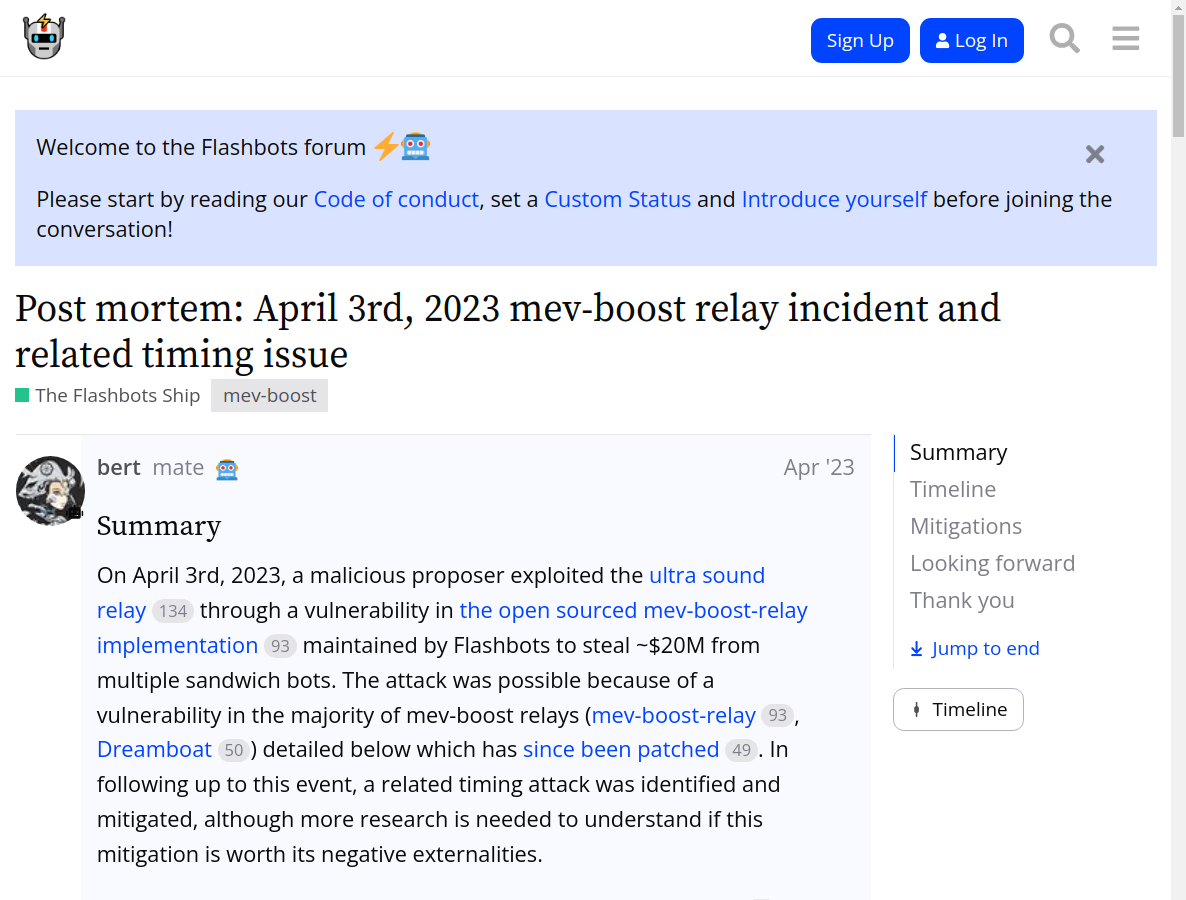 Sign Up
Log In
Welcome to the Flashbots forum
Please start by reading our Code of conduct, set a Custom Status and Introduce yourself before joining the
conversation!
Post mortem: April 3rd, 2023 mev-boost relay incident and
related timing issue
The Flashbots Ship mev-boost
bert mate Apr '23
Summary
On April 3rd, 2023, a malicious proposer exploited the ultra sound
relay 134 through a vulnerability in the open sourced mev-boost-relay
implementation 93 maintained by Flashbots to steal ~$20M from
multiple sandwich bots. The attack was possible because of a
vulnerability in the majority of mev-boost relays (mev-boost-relay 93,
Dreamboat 50) detailed below which has since been patched 49. In
following up to this event, a related timing attack was identified and
mitigated, although more research is needed to understand if this
mitigation is worth its negative externalities.
Summary
Timeline
Mitigations
Looking forward
Thank you
Jump to end
Timeline